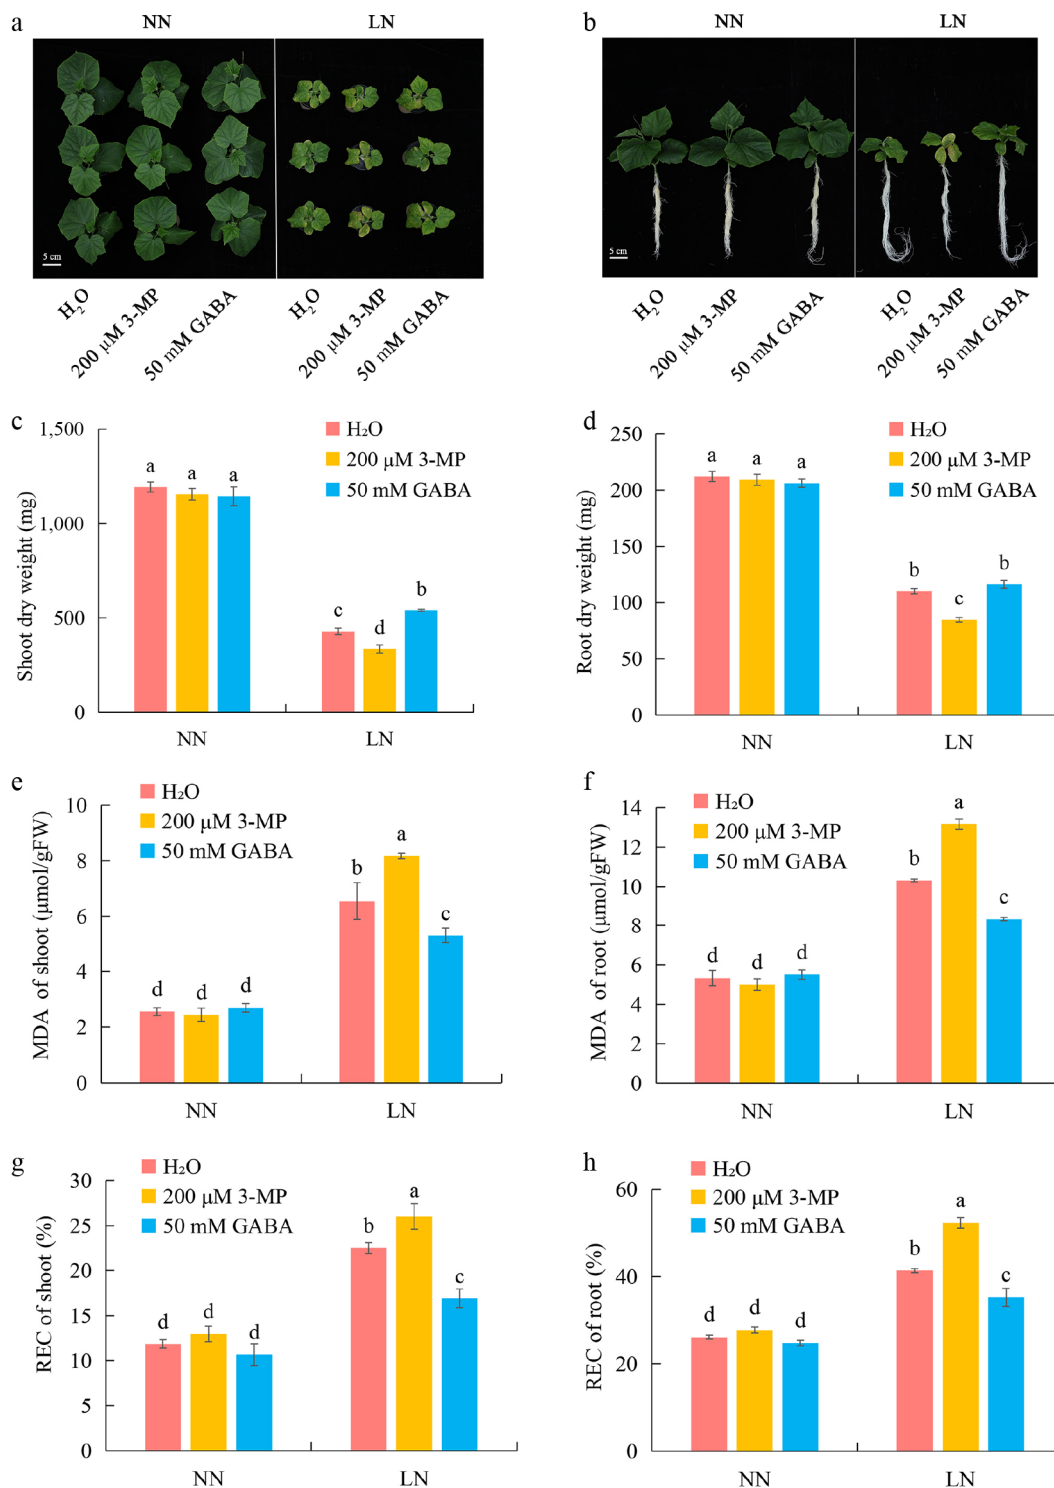 a
NN
LN
5 cm
H₂O
200 μM 3-MP
50 mM GABA
H₂O
200 μM 3-MP
50 mM GABA
b
NN
LN
5 cm
H₂O
200 μM 3-MP
50 mM GABA
H₂O
200 μM 3-MP
50 mM GABA
c
Shoot dry weight (mg)
1,500
1,000
500
0
H₂O
200 μM 3-MP
50 mM GABA
a
a
a
c
d
b
NN
LN
d
Root dry weight (mg)
250
200
150
100
50
0
H₂O
200 μM 3-MP
50 mM GABA
a
a
a
b
c
b
NN
LN
e
MDA of shoot (μmol/gFW)
10
8
6
4
2
0
H₂O
200 μM 3-MP
50 mM GABA
d
d
d
b
a
c
NN
LN
f
MDA of root (μmol/gFW)
14
12
10
8
6
4
2
0
H₂O
200 μM 3-MP
50 mM GABA
d
d
d
b
a
c
NN
LN
g
REC of shoot (%)
30
25
20
15
10
5
0
H₂O
200 μM 3-MP
50 mM GABA
d
d
d
b
a
c
NN
LN
h
REC of root (%)
60
40
20
0
H₂O
200 μM 3-MP
50 mM GABA
d
d
d
b
a
c
NN
LN